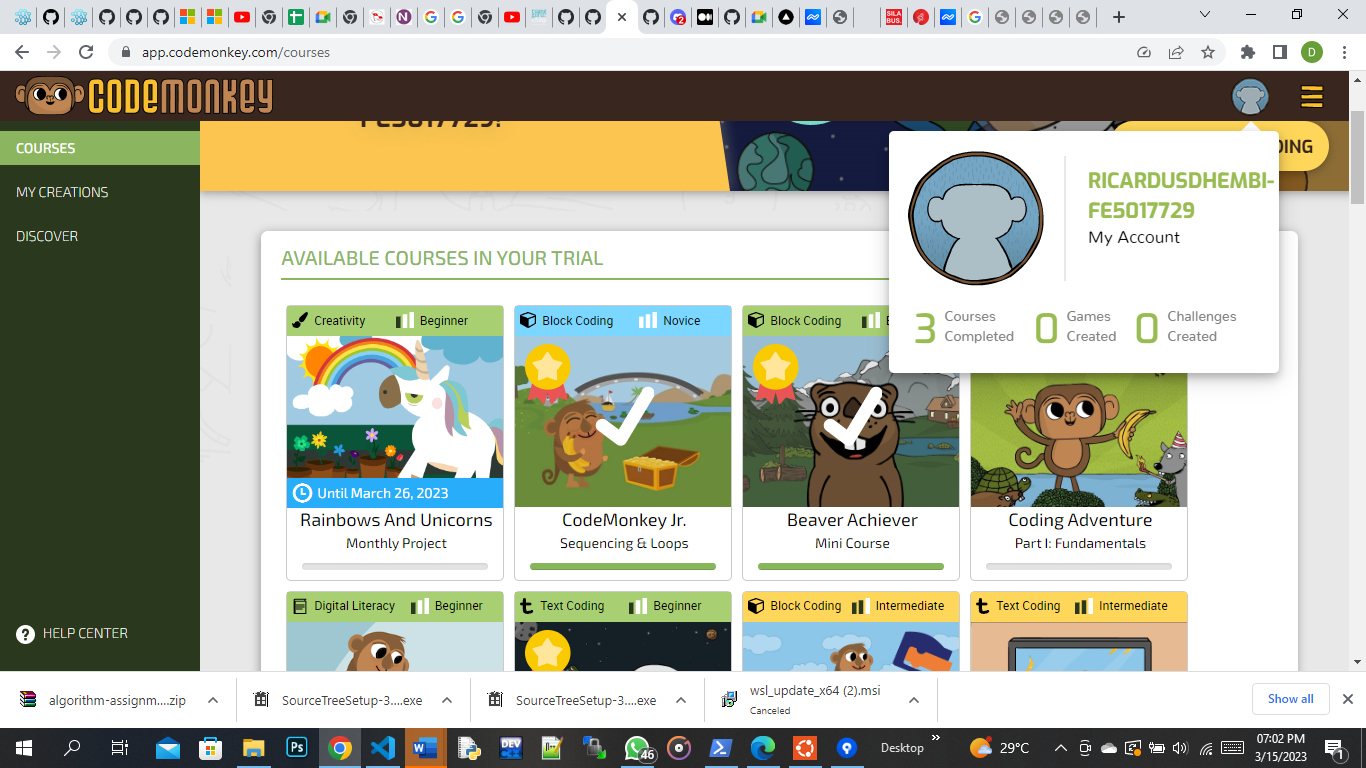 app.codemonkey.com/courses
D
CODEMONKEY
COURSES
MY CREATIONS
DISCOVER
HELP CENTER
FE5017729!
DING
RICARDUSDHEMBI-
FE5017729
My Account
3 Courses Completed
0 Games Created
0 Challenges Created
AVAILABLE COURSES IN YOUR TRIAL
Creativity Beginner
Until March 26, 2023
Rainbows And Unicorns
Monthly Project
Block Coding Novice
CodeMonkey Jr.
Sequencing & Loops
Block Coding
Beaver Achiever
Mini Course
Coding Adventure
Part I: Fundamentals
Digital Literacy Beginner
Text Coding Beginner
Block Coding Intermediate
Text Coding Intermediate
algorithm-assignm....zip
SourceTreeSetup-3....exe
SourceTreeSetup-3....exe
wsl_update_x64 (2).msi
Canceled
Show all
46
Desktop
29°C
07:02 PM
3/15/2023
1